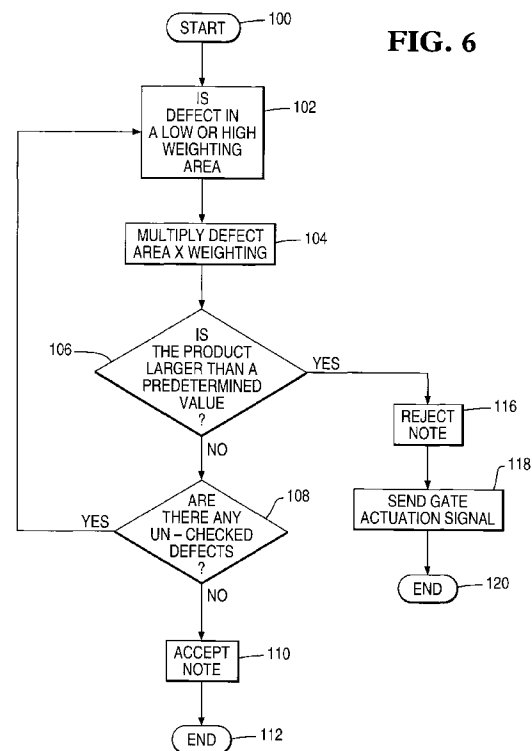 FIG. 6
START
100
IS
DEFECT IN
A LOW OR HIGH
WEIGHTING
AREA
102
MULTIPLY DEFECT
AREA X WEIGHTING
104
106
IS
THE PRODUCT
LARGER THAN A
PREDETERMINED
VALUE
?
YES
NO
REJECT
NOTE
116
SEND GATE
ACTUATION SIGNAL
118
END
120
ARE
THERE ANY
UN – CHECKED
DEFECTS
?
108
YES
NO
ACCEPT
NOTE
110
END
112